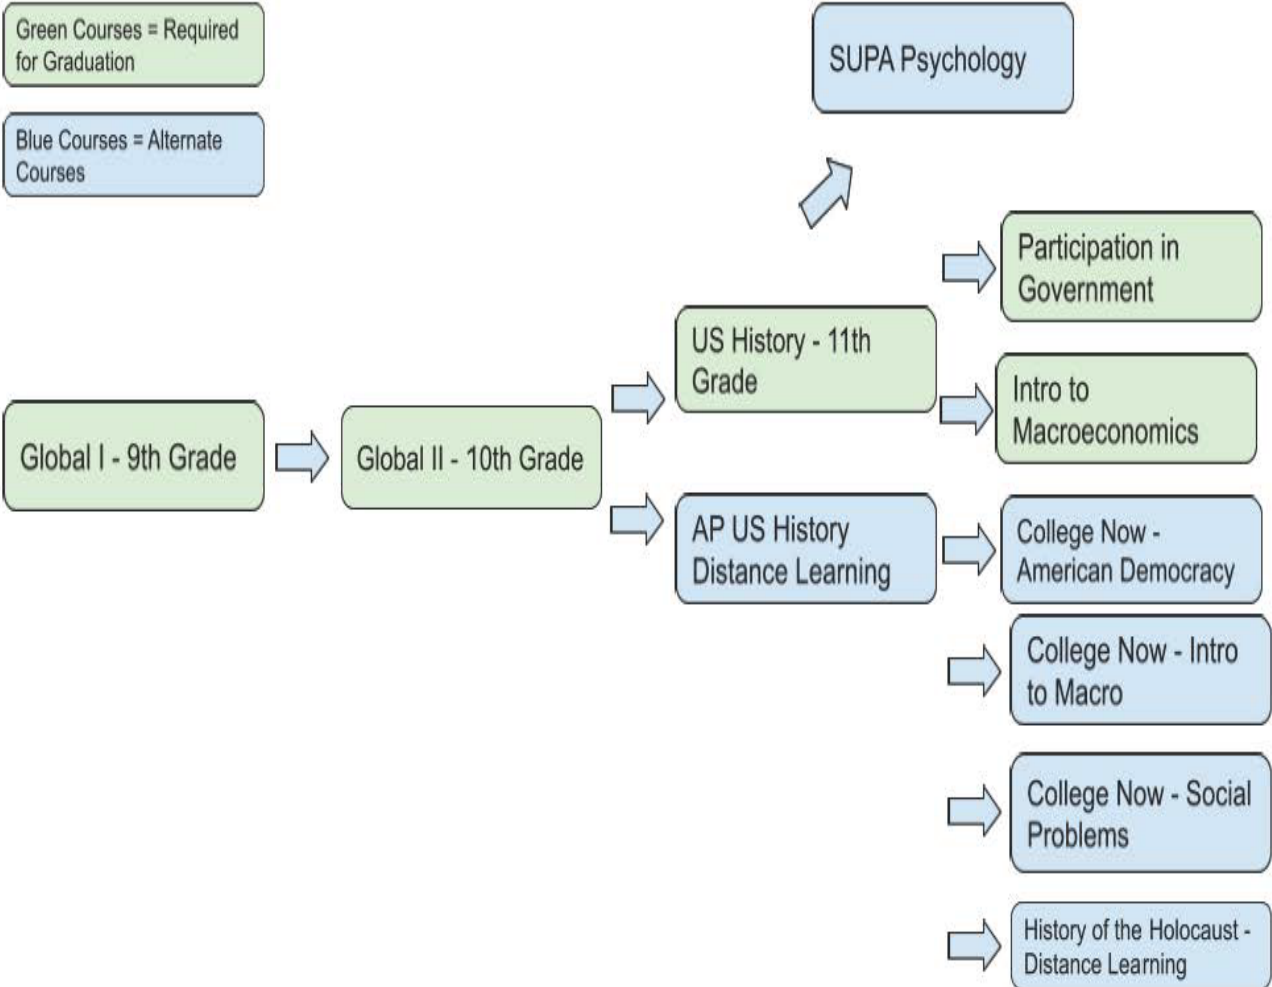 Green Courses = Required
for Graduation
Blue Courses = Alternate
Courses
SUPA Psychology
Participation in
Government
US History - 11th
Grade
Intro to
Macroeconomics
Global I - 9th Grade
Global II - 10th Grade
AP US History
Distance Learning
College Now -
American Democracy
College Now - Intro
to Macro
College Now - Social
Problems
History of the Holocaust -
Distance Learning